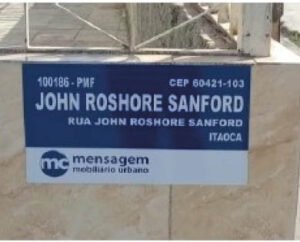 100186 - PMF CEP 60421-103
JOHN ROSHORE SANFORD
RUA JOHN ROSHORE SANFORD
ITAOCA
mc mensagem
mobiliário urbano